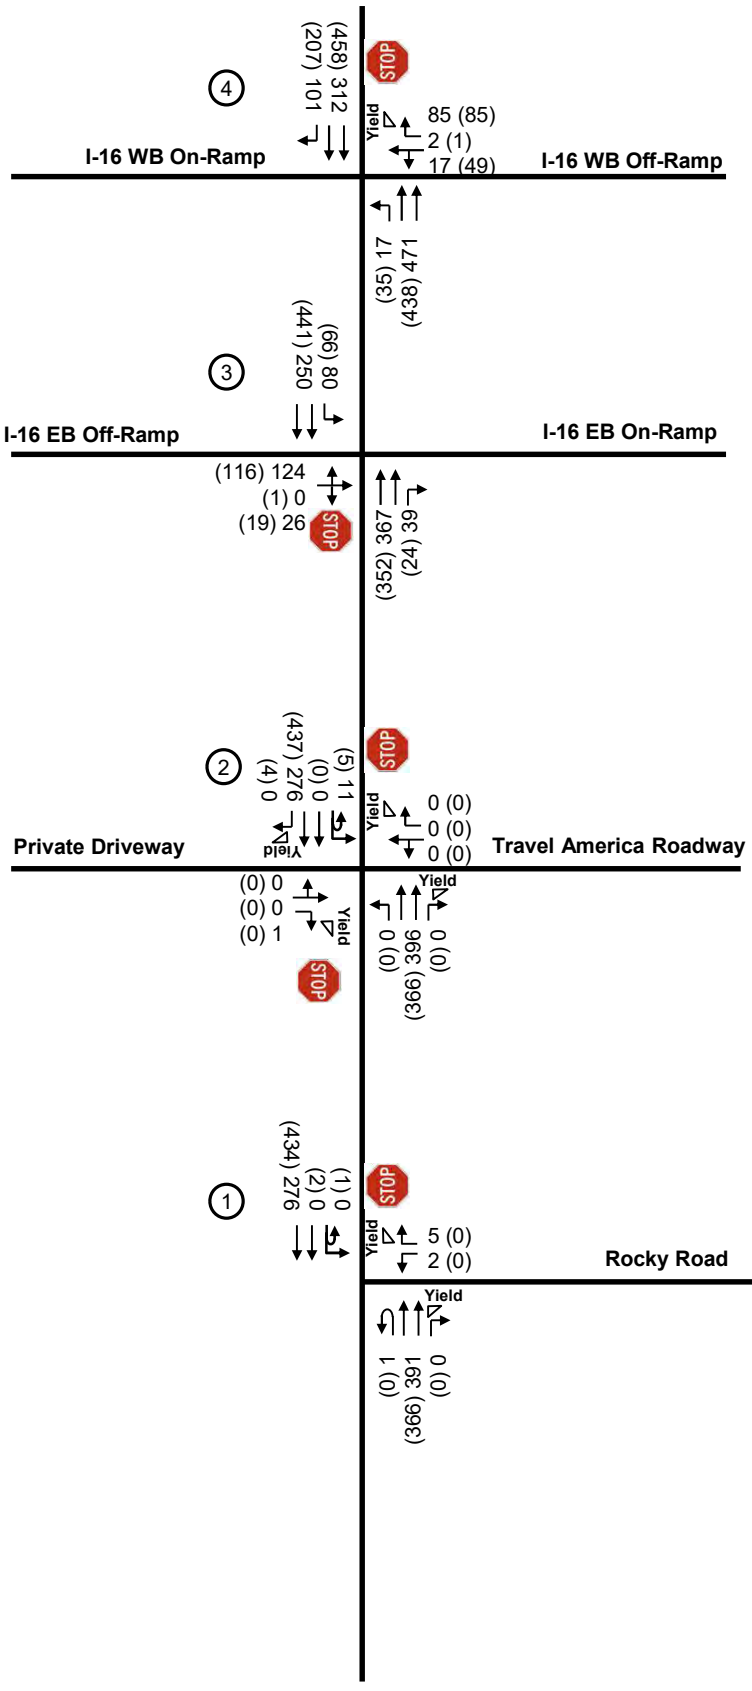 4
(207) 101
(458) 312
STOP
Yield
85 (85)
2 (1)
17 (49)
I-16 WB On-Ramp
I-16 WB Off-Ramp
(35) 17
(438) 471
3
(441) 250
(66) 80
I-16 EB Off-Ramp
I-16 EB On-Ramp
(116) 124
(1) 0
(19) 26
STOP
(352) 367
(24) 39
2
(4) 0
(437) 276
(0) 0
(5) 11
STOP
Yield
Yield
0 (0)
0 (0)
0 (0)
Private Driveway
Travel America Roadway
(0) 0
(0) 0
(0) 1
Yield
STOP
Yield
(0) 0
(366) 396
(0) 0
1
(434) 276
(2) 0
(1) 0
STOP
Yield
5 (0)
2 (0)
Rocky Road
Yield
(0) 1
(366) 391
(0) 0